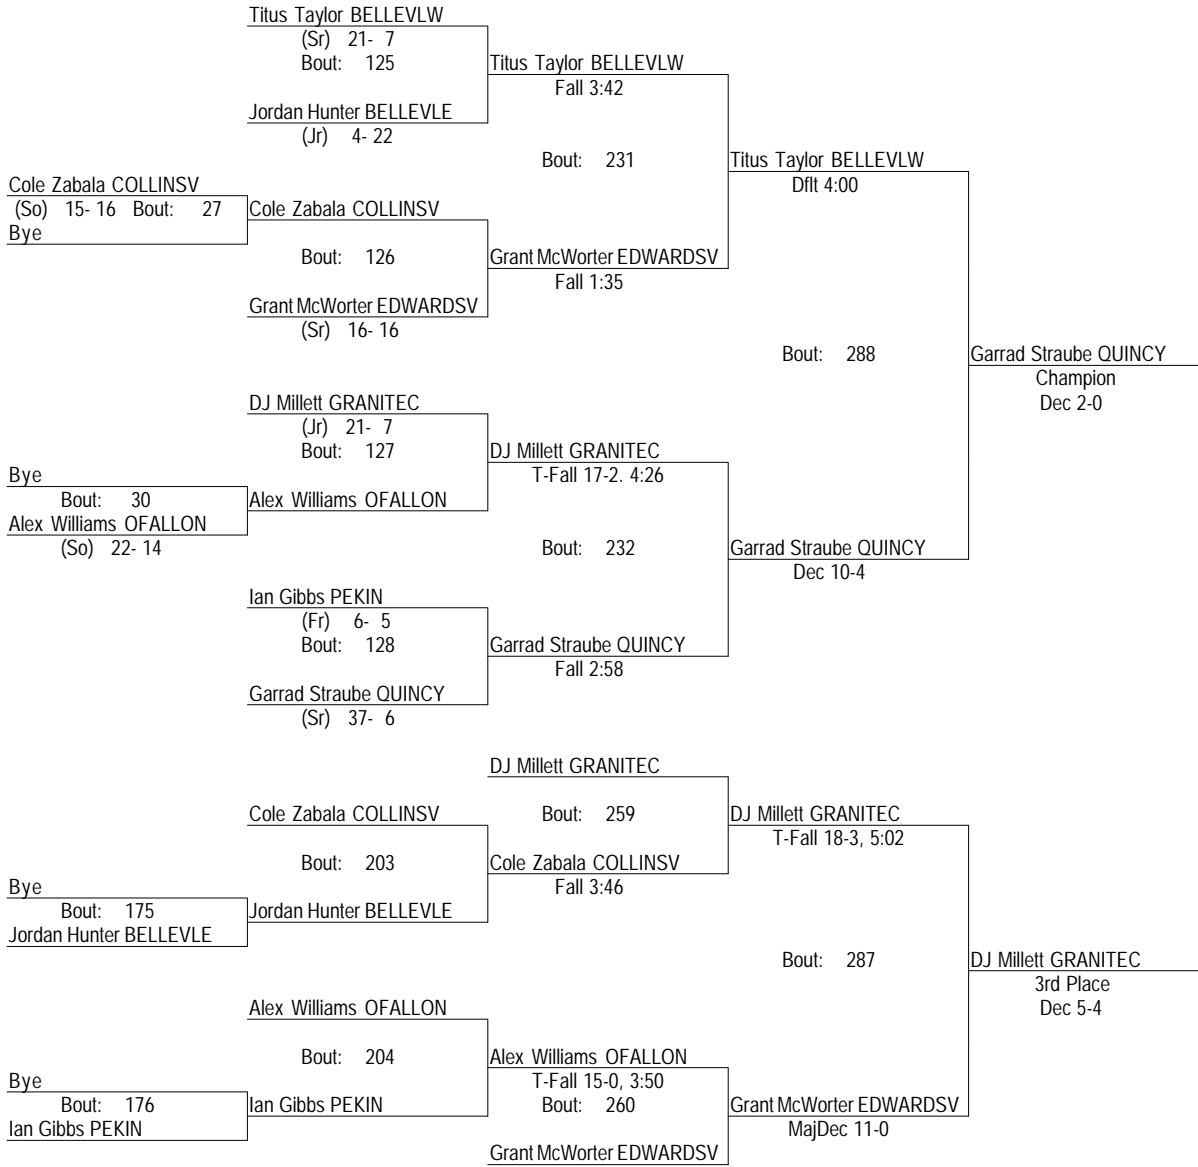 Titus Taylor BELLEVLW
(Sr) 21- 7
Bout: 125
Titus Taylor BELLEVLW
Fall 3:42
Jordan Hunter BELLEVLE
(Jr) 4- 22
Bout: 231
Titus Taylor BELLEVLW
Dflt 4:00
Cole Zabala COLLINSV
(So) 15- 16 Bout: 27
Cole Zabala COLLINSV
Bye
Bout: 126
Grant McWorter EDWARDSV
Fall 1:35
Grant McWorter EDWARDSV
(Sr) 16- 16
Bout: 288
Garrad Straube QUINCY
Champion
Dec 2-0
DJ Millett GRANITEC
(Jr) 21- 7
Bout: 127
DJ Millett GRANITEC
T-Fall 17-2. 4:26
Bye
Bout: 30
Alex Williams OFALLON
Alex Williams OFALLON
(So) 22- 14
Bout: 232
Garrad Straube QUINCY
Dec 10-4
Ian Gibbs PEKIN
(Fr) 6- 5
Bout: 128
Garrad Straube QUINCY
Fall 2:58
Garrad Straube QUINCY
(Sr) 37- 6
DJ Millett GRANITEC
Cole Zabala COLLINSV
Bout: 259
DJ Millett GRANITEC
T-Fall 18-3, 5:02
Bout: 203
Cole Zabala COLLINSV
Fall 3:46
Bye
Bout: 175
Jordan Hunter BELLEVLE
Jordan Hunter BELLEVLE
Bout: 287
DJ Millett GRANITEC
3rd Place
Dec 5-4
Alex Williams OFALLON
Bout: 204
Alex Williams OFALLON
T-Fall 15-0, 3:50
Bye
Bout: 176
Ian Gibbs PEKIN
Ian Gibbs PEKIN
Bout: 260
Grant McWorter EDWARDSV
MajDec 11-0
Grant McWorter EDWARDSV